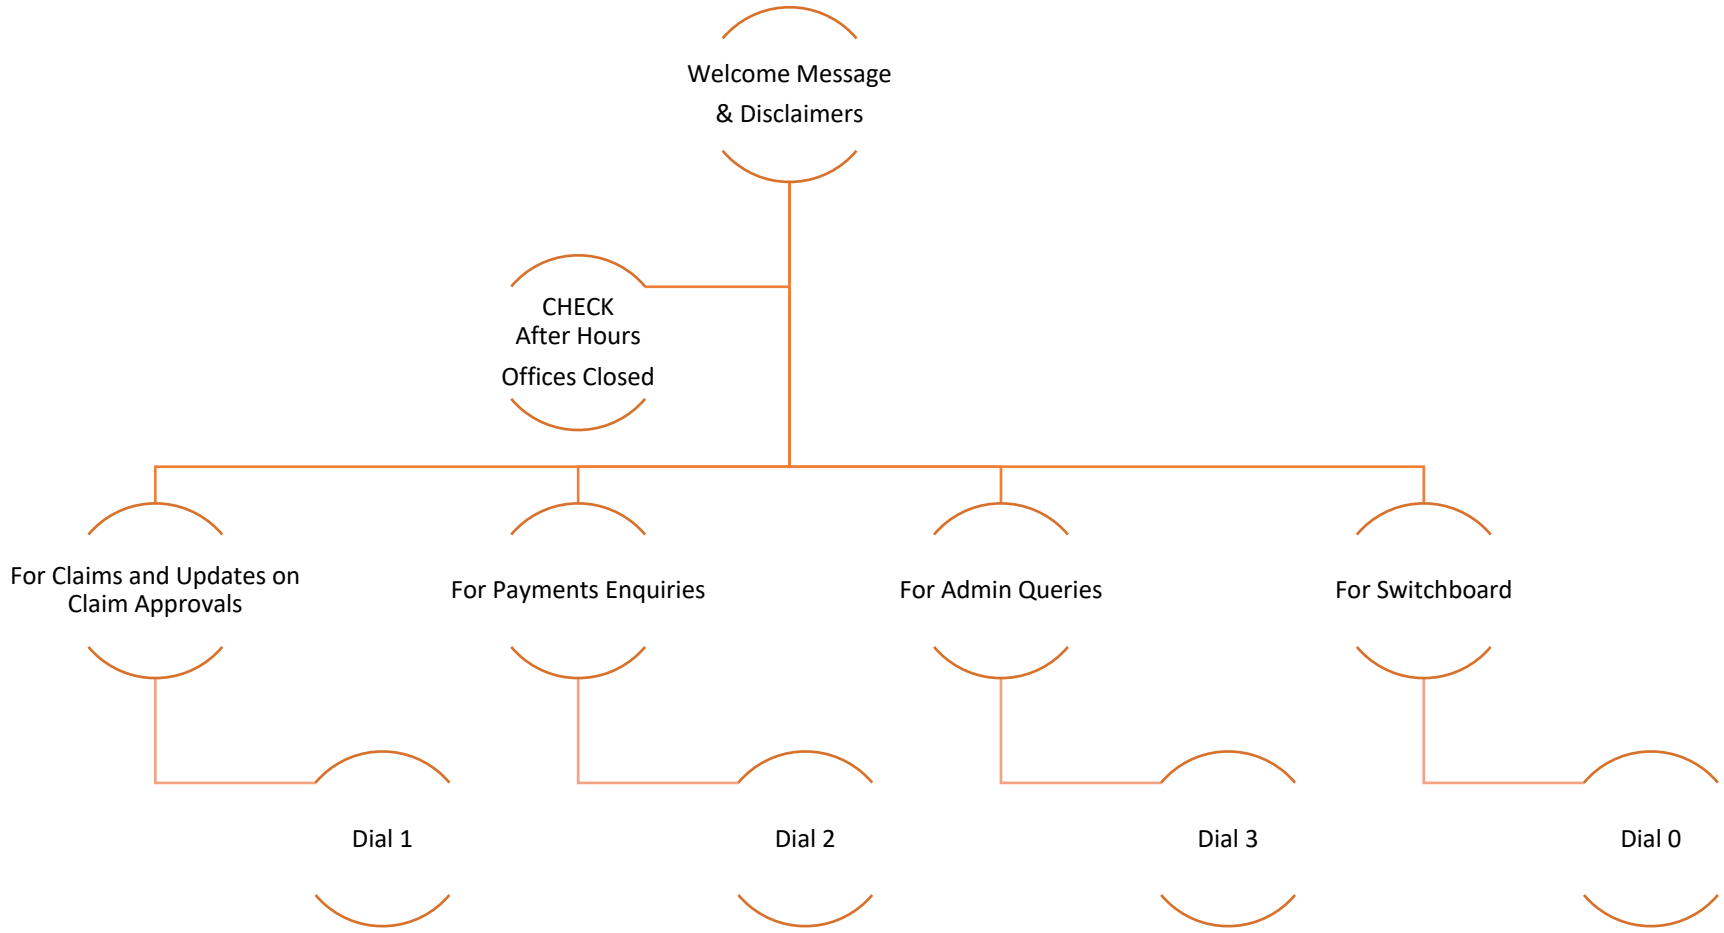 Welcome Message
& Disclaimers
CHECK
After Hours
Offices Closed
For Claims and Updates on
Claim Approvals
For Payments Enquiries
For Admin Queries
For Switchboard
Dial 1
Dial 2
Dial 3
Dial 0